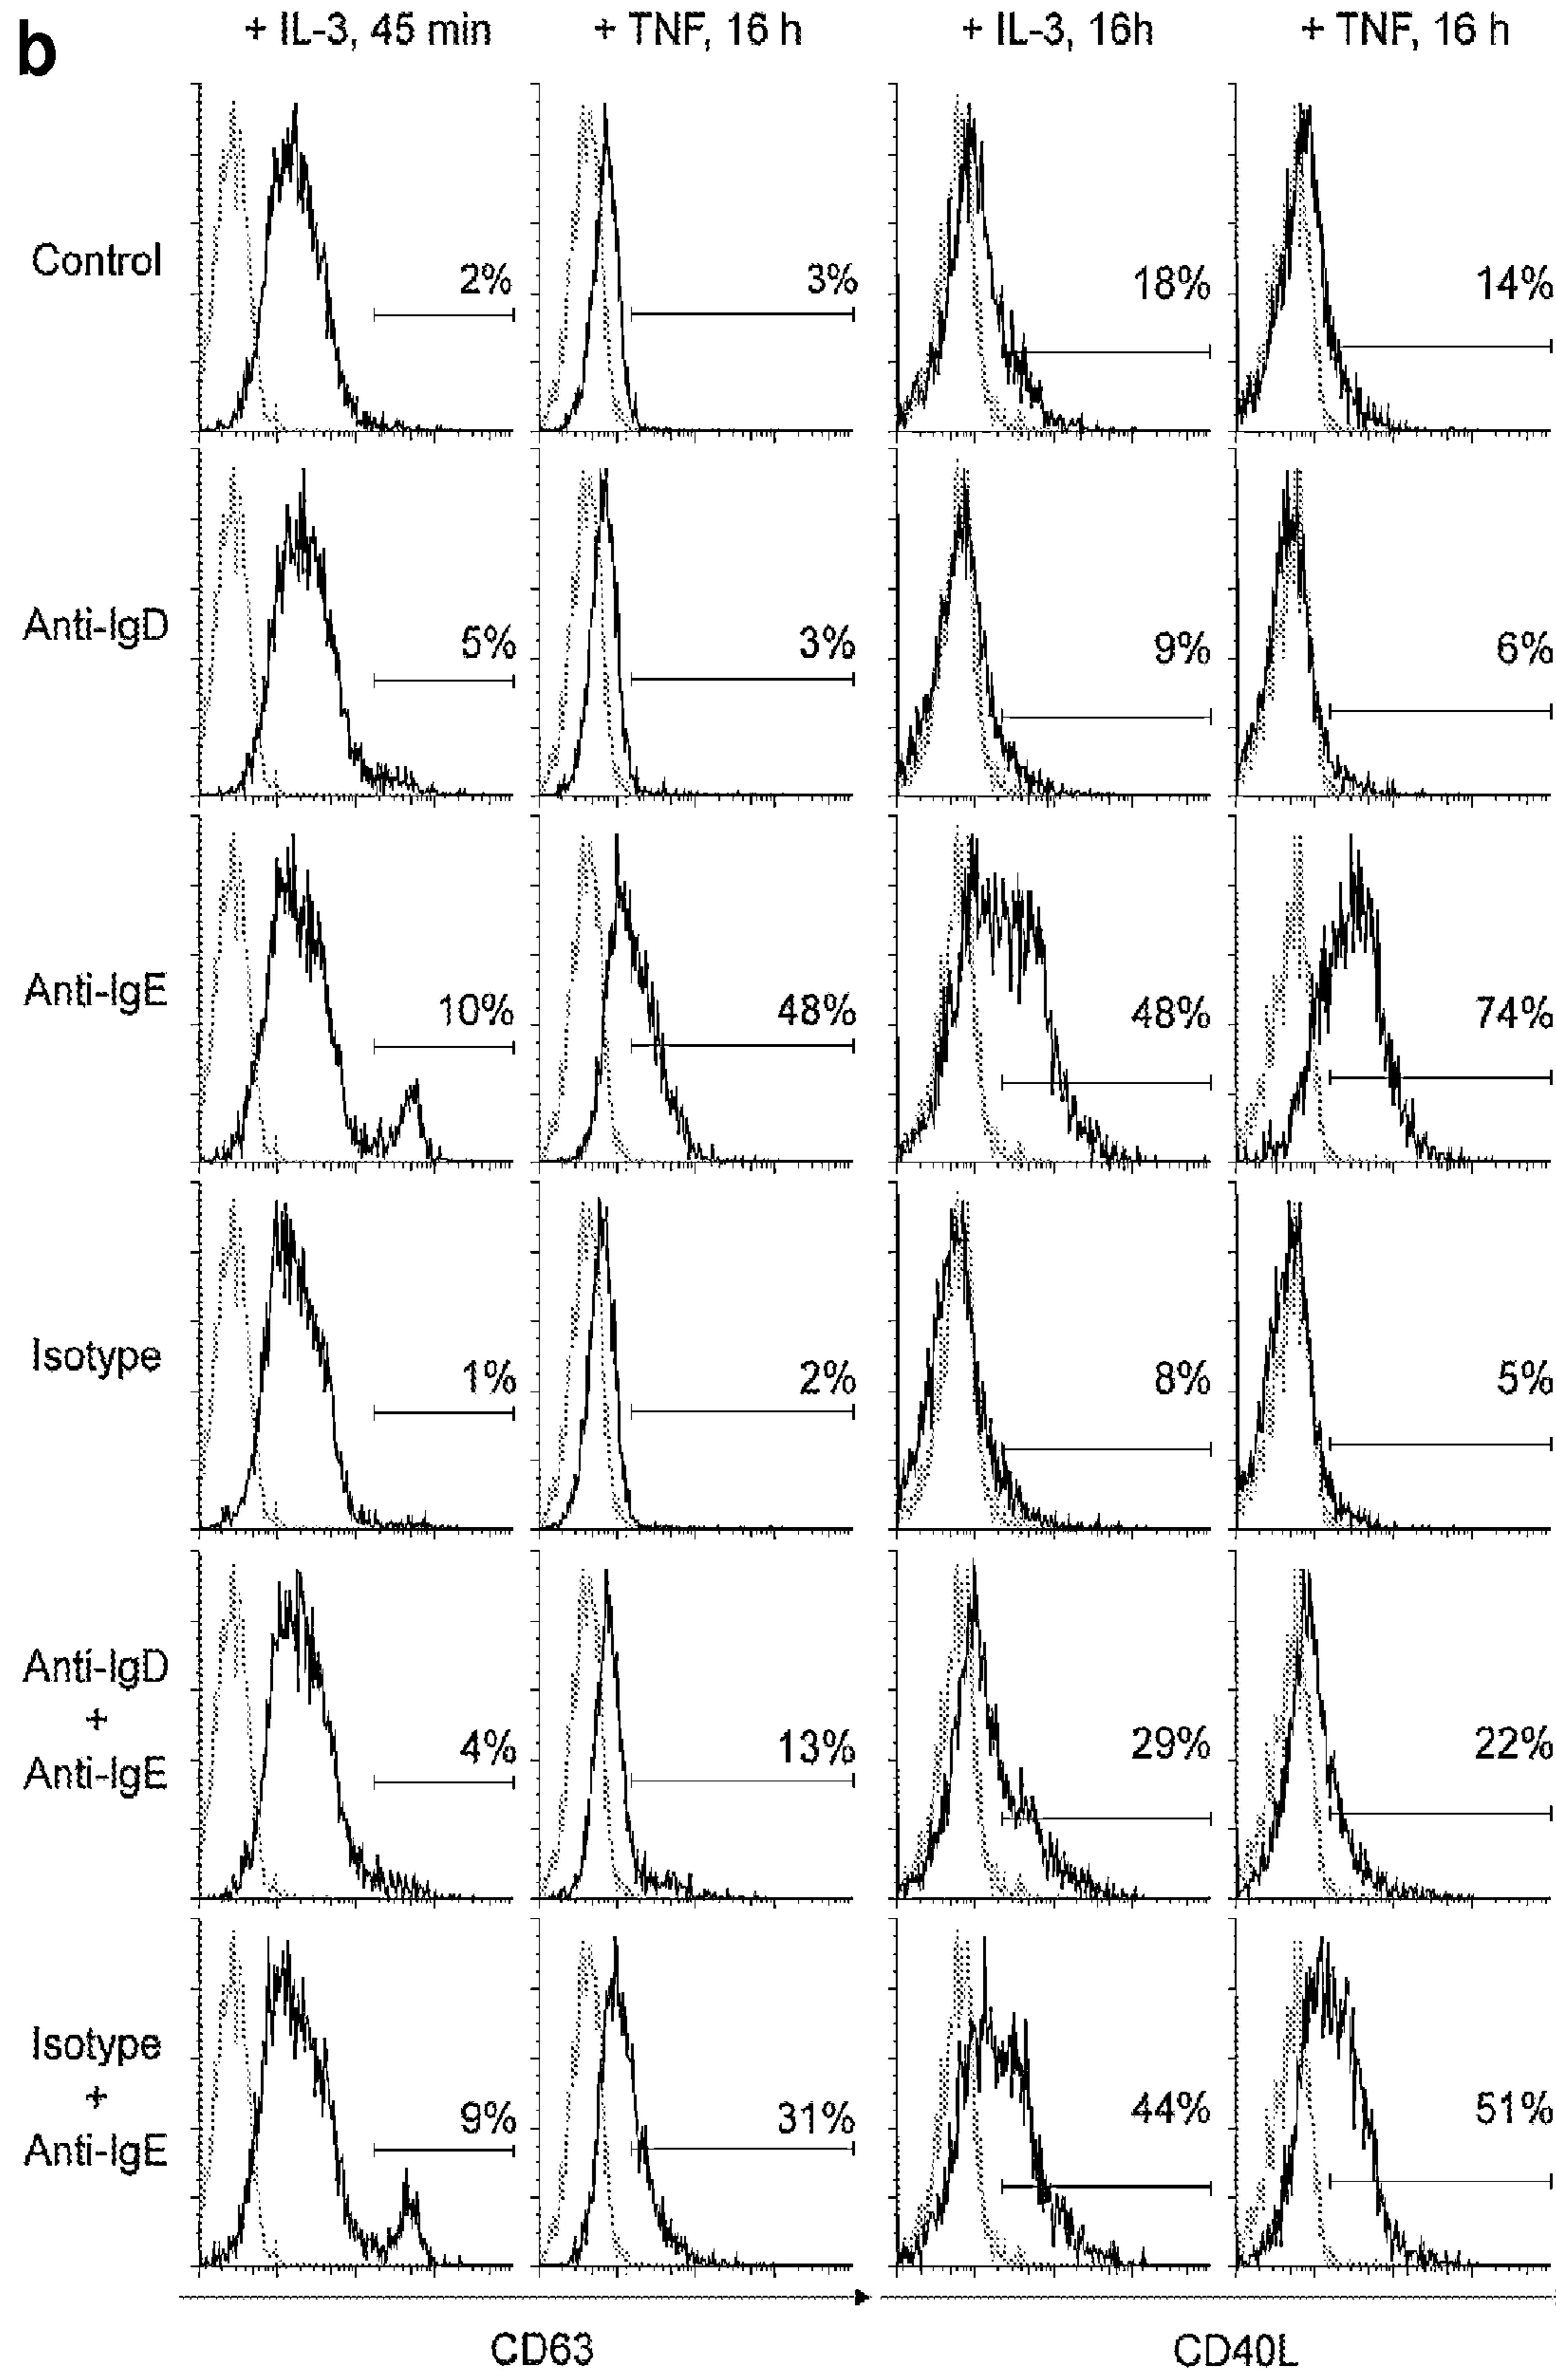 b
+ IL-3, 45 min
+ TNF, 16 h
+ IL-3, 16h
+ TNF, 16 h
Control
2%
3%
18%
14%
Anti-IgD
5%
3%
9%
6%
Anti-IgE
10%
48%
48%
74%
Isotype
1%
2%
8%
5%
Anti-IgD
+
Anti-IgE
4%
13%
29%
22%
Isotype
+
Anti-IgE
9%
31%
44%
51%
CD63
CD40L